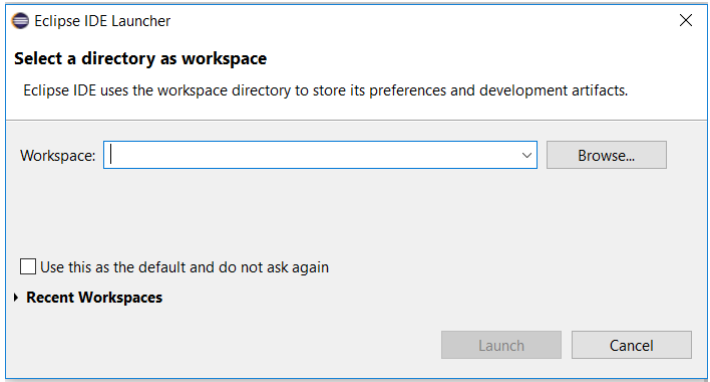 Eclipse IDE Launcher
Select a directory as workspace
Eclipse IDE uses the workspace directory to store its preferences and development artifacts.
Workspace:
Browse...
Use this as the default and do not ask again
Recent Workspaces
Launch
Cancel